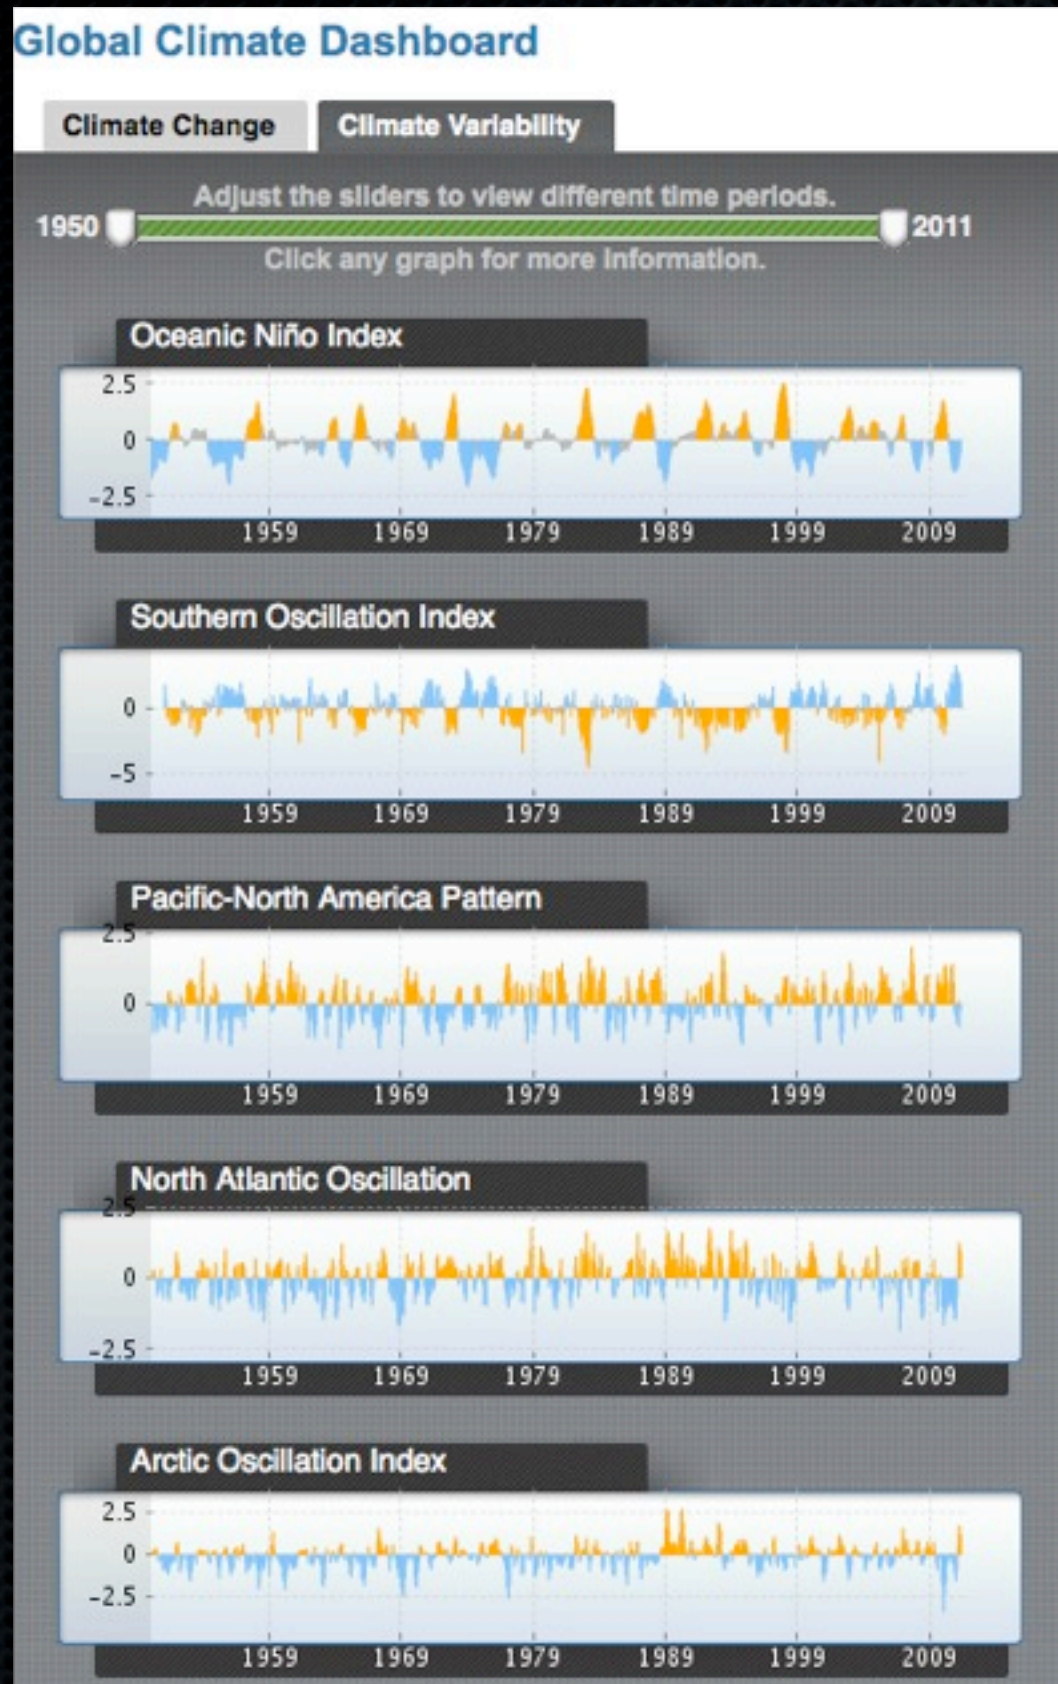 Global Climate Dashboard
Climate Change Climate Variability
Adjust the sliders to view different time periods.
1950 2011
Click any graph for more information.
Oceanic Niño Index
2.5
0
−2.5
1959 1969 1979 1989 1999 2009
Southern Oscillation Index
0
−5
1959 1969 1979 1989 1999 2009
Pacific-North America Pattern
2.5
0
1959 1969 1979 1989 1999 2009
North Atlantic Oscillation
2.5
0
−2.5
1959 1969 1979 1989 1999 2009
Arctic Oscillation Index
2.5
0
−2.5
1959 1969 1979 1989 1999 2009